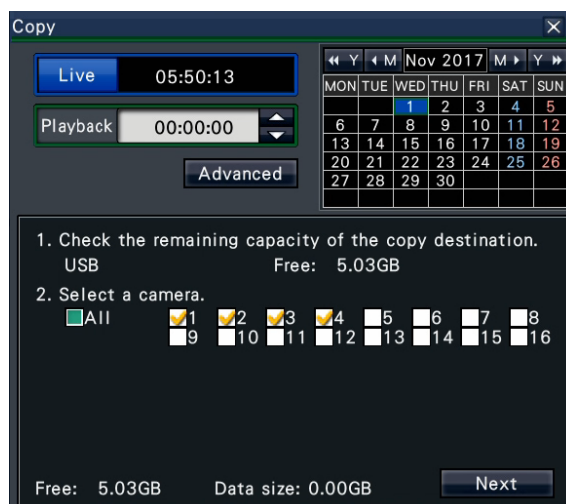 Copy
Live 05:50:13
Playback 00:00:00
Advanced
Y M Nov 2017 M Y
MON TUE WED THU FRI SAT SUN
1 2 3 4 5
6 7 8 9 10 11 12
13 14 15 16 17 18 19
20 21 22 23 24 25 26
27 28 29 30
1. Check the remaining capacity of the copy destination.
USB Free: 5.03GB
2. Select a camera.
All 1 2 3 4 5 6 7 8
9 10 11 12 13 14 15 16
Free: 5.03GB Data size: 0.00GB Next